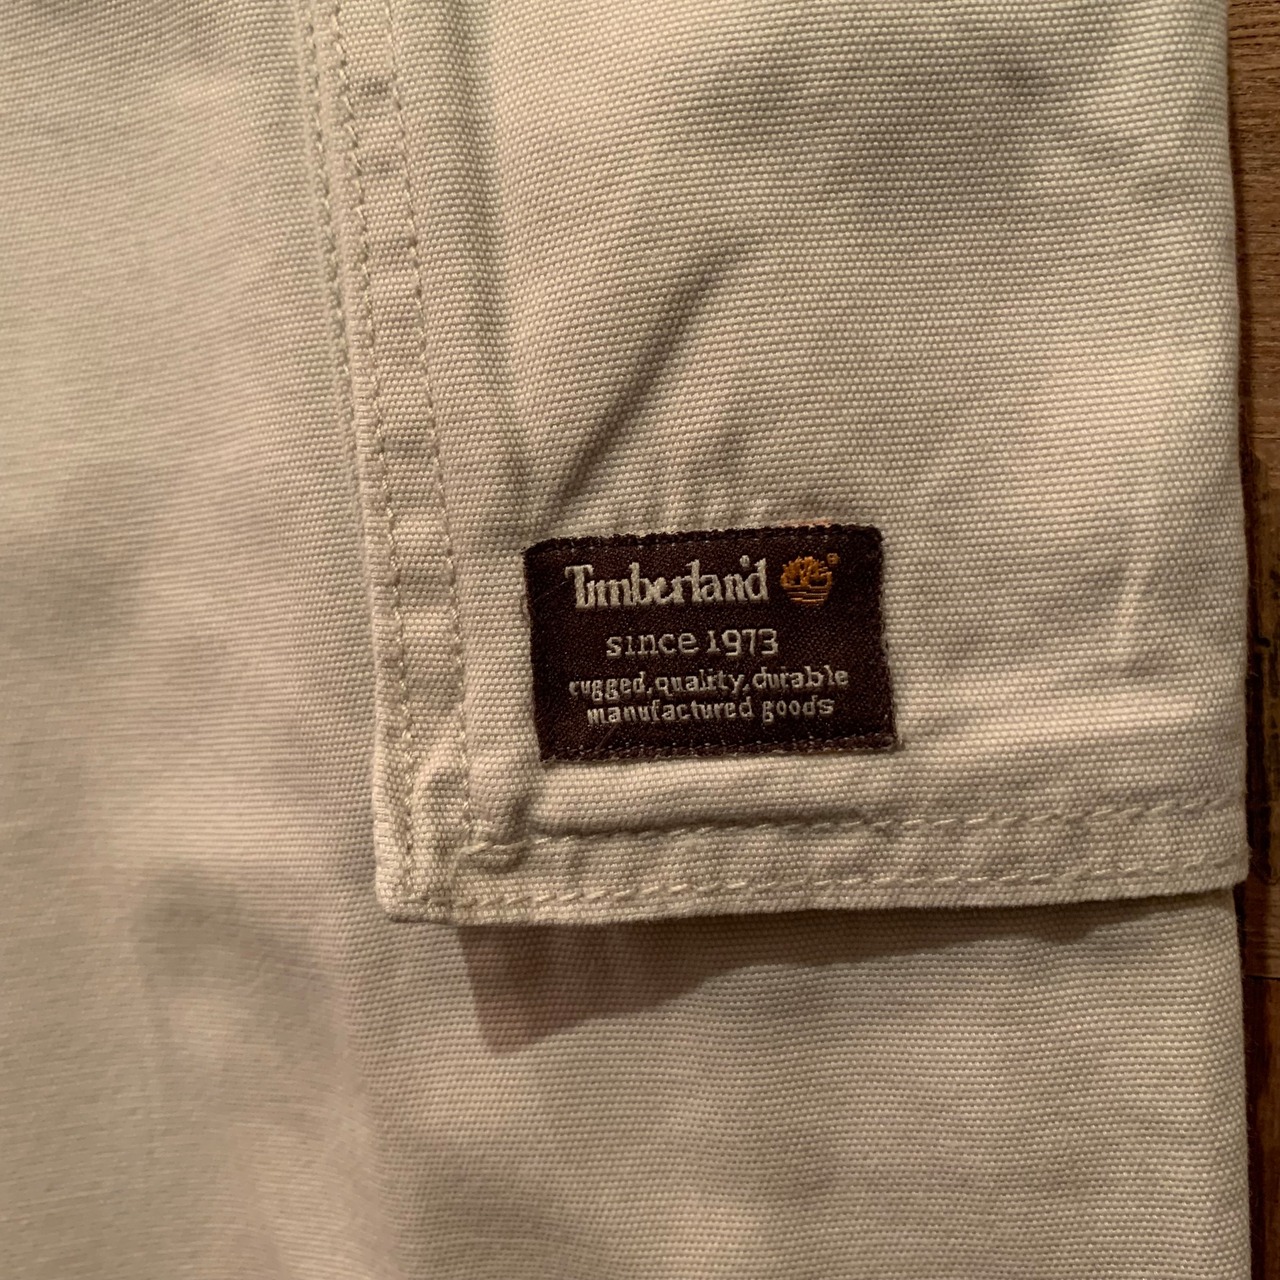 Timberland®
since 1973
rugged,quality,durable
manufactured goods